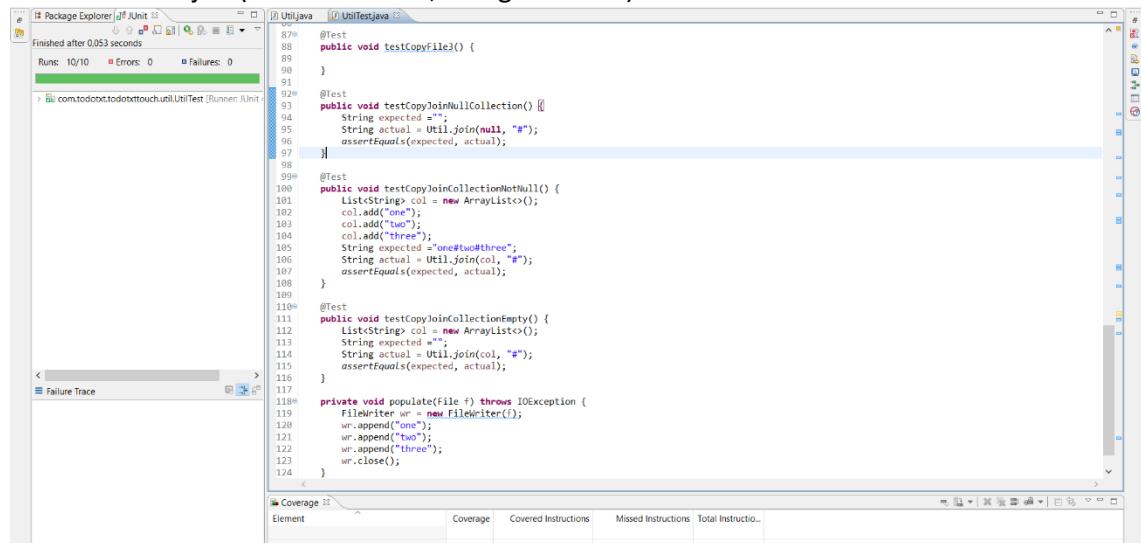 Package Explorer JUnit
Finished after 0,053 seconds
Runs: 10/10 Errors: 0 Failures: 0
com.todotxt.todotxttouch.util.UtilTest [Runner: JUnit
Failure Trace
Util.java UtilTest.java
87 @Test
88 public void testCopyFile3() {
89
90 }
91
92 @Test
93 public void testCopyJoinNullCollection() {
94 String expected ="";
95 String actual = Util.join(null, "#");
96 assertEquals(expected, actual);
97 }
98
99 @Test
100 public void testCopyJoinCollectionNotNull() {
101 List<String> col = new ArrayList<>();
102 col.add("one");
103 col.add("two");
104 col.add("three");
105 String expected ="one#two#three";
106 String actual = Util.join(col, "#");
107 assertEquals(expected, actual);
108 }
109
110 @Test
111 public void testCopyJoinCollectionEmpty() {
112 List<String> col = new ArrayList<>();
113 String expected ="";
114 String actual = Util.join(col, "#");
115 assertEquals(expected, actual);
116 }
117
118 private void populate(File f) throws IOException {
119 FileWriter wr = new FileWriter(f);
120 wr.append("one");
121 wr.append("two");
122 wr.append("three");
123 wr.close();
124 }
Coverage
Element Coverage Covered Instructions Missed Instructions Total Instructio...